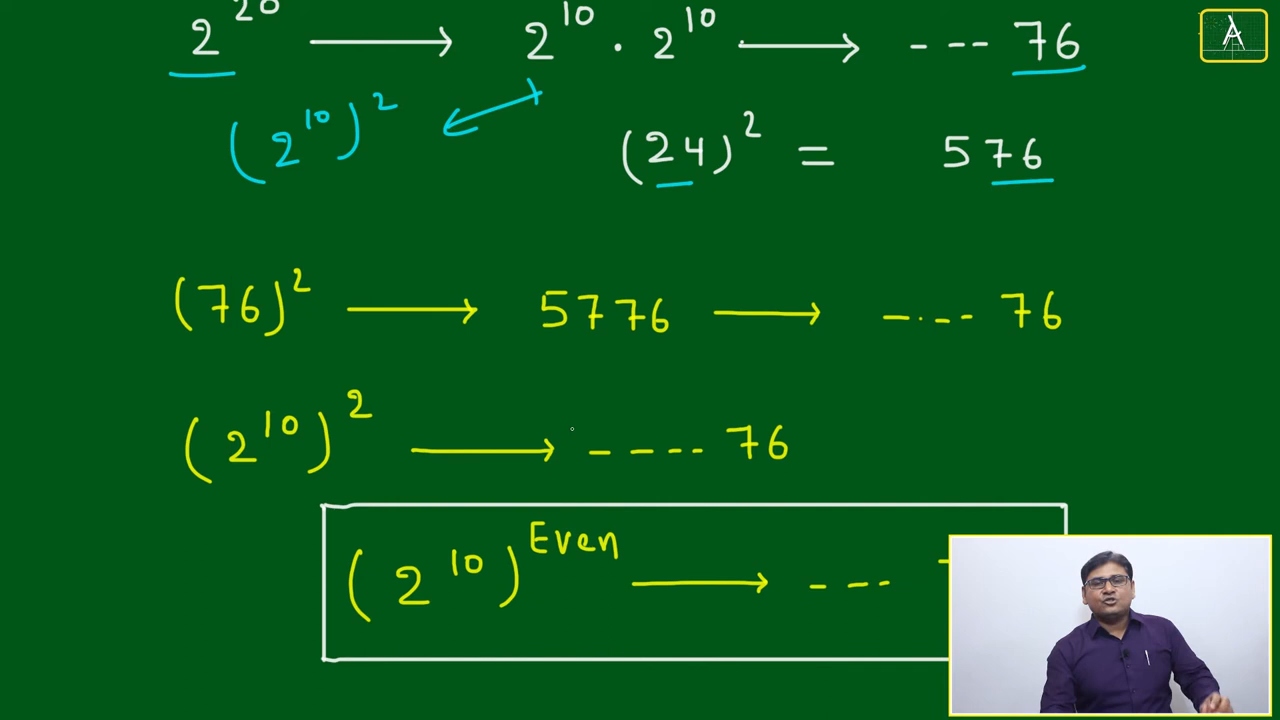 2^20 ⟶ 2^10 · 2^10 ⟶ --- 76
(2^10)^2 (24)^2 = 576
(76)^2 ⟶ 5776 ⟶ ---- 76
(2^10)^2 ⟶ ---- 76
(2^10)^Even ⟶ ---